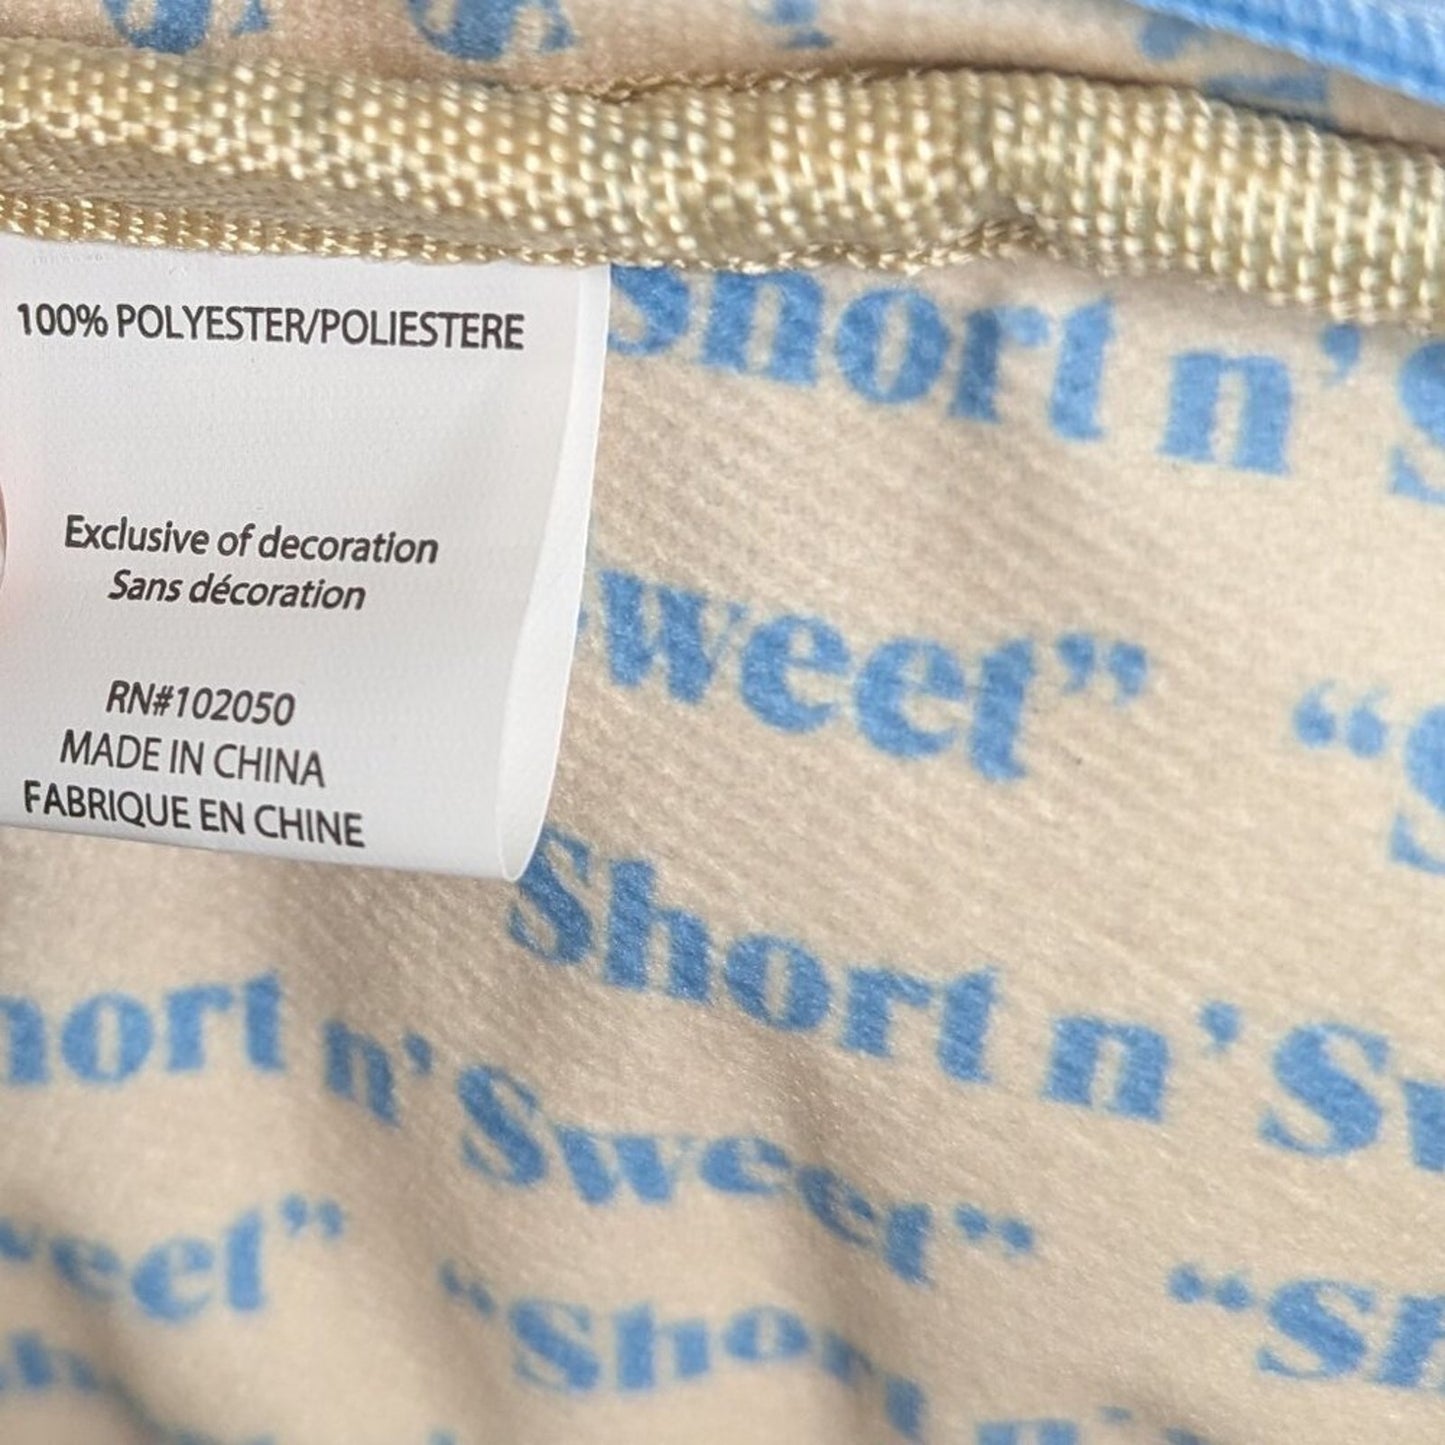 100% POLYESTER/POLIESTERE
Exclusive of decoration
Sans décoration
RN#102050
MADE IN CHINA
FABRIQUE EN CHINE
Short n'S
weet” “S
Short n'Sw
hort n'Sweet”
weet” “Short
“Sh